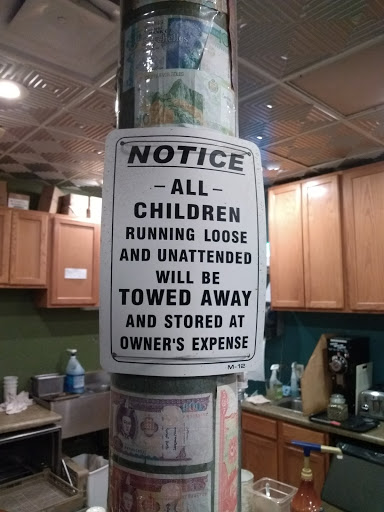 NOTICE
- ALL -
CHILDREN
RUNNING LOOSE
AND UNATTENDED
WILL BE
TOWED AWAY
AND STORED AT
OWNER'S EXPENSE
M-12